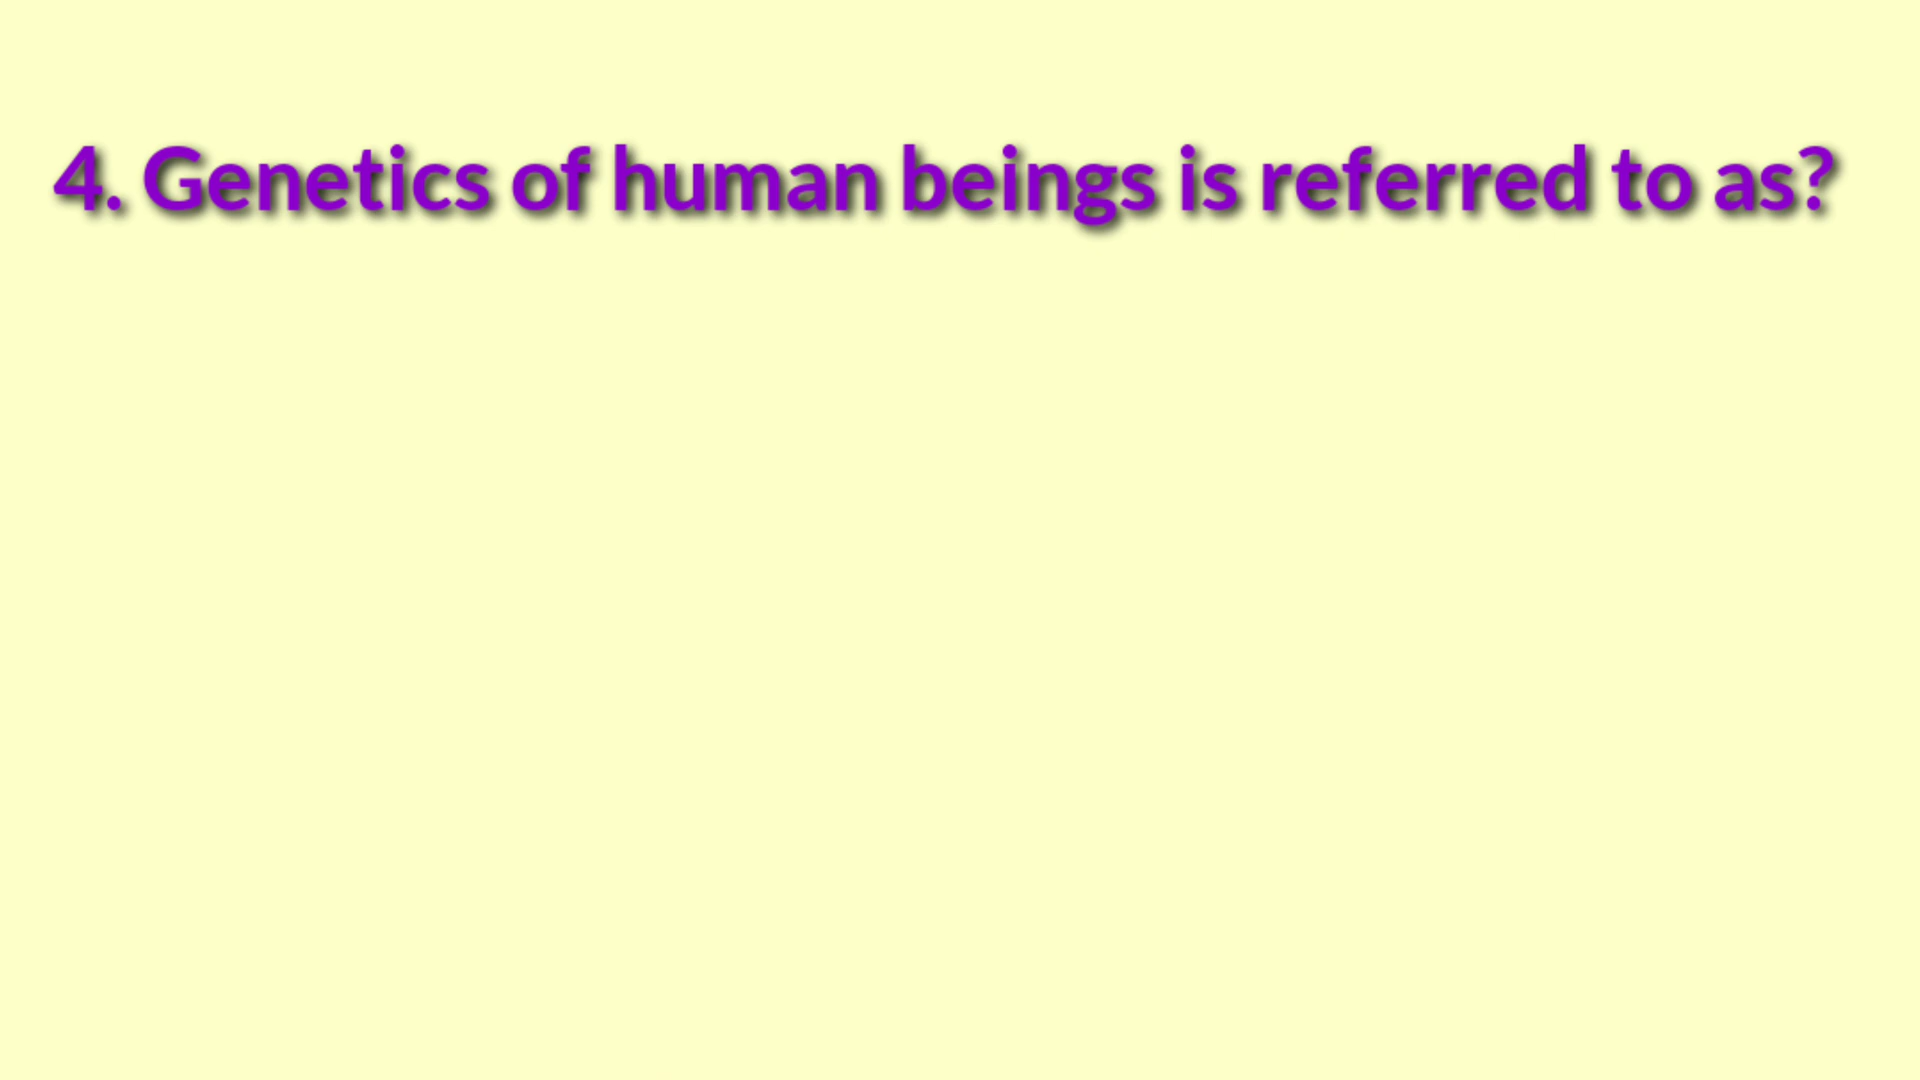 4. Genetics of human beings is referred to as?